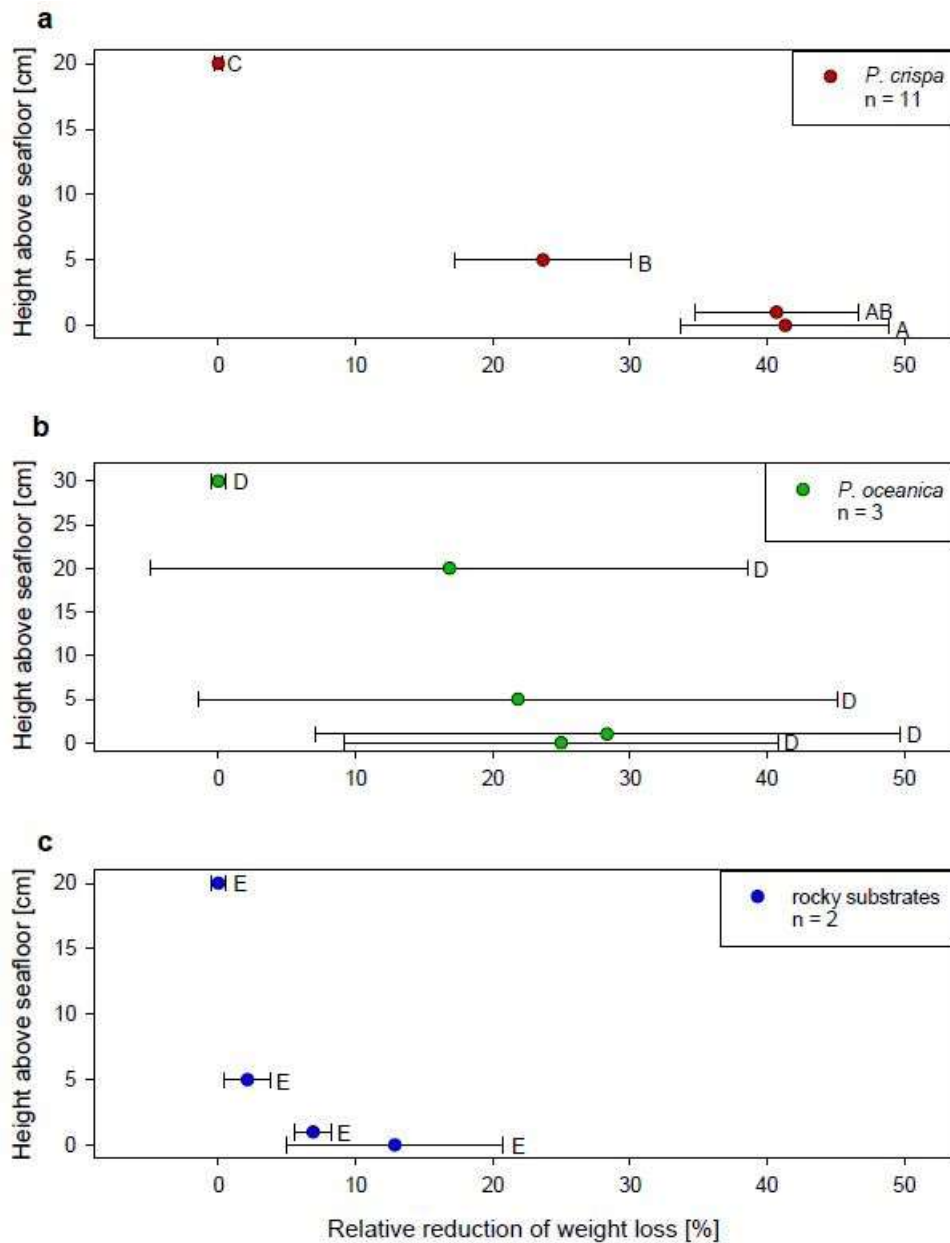 a
Height above seafloor [cm]
20
15
10
5
0
C
B
AB
A
P. crispa
n = 11
0 10 20 30 40 50
b
Height above seafloor [cm]
30
25
20
15
10
5
0
D
D
D
D
D
P. oceanica
n = 3
0 10 20 30 40 50
c
Height above seafloor [cm]
20
15
10
5
0
E
E
E
E
rocky substrates
n = 2
0 10 20 30 40 50
Relative reduction of weight loss [%]